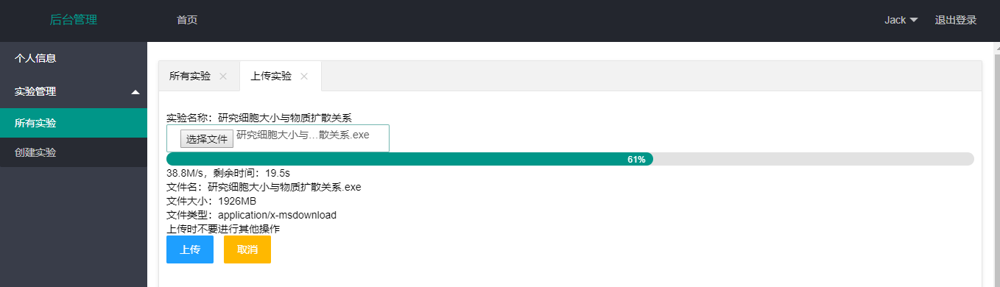 后台管理
首页
Jack
退出登录
个人信息
实验管理
所有实验
创建实验
所有实验
上传实验
实验名称：研究细胞大小与物质扩散关系
选择文件 研究细胞大小与...散关系.exe
61%
38.8M/s，剩余时间：19.5s
文件名：研究细胞大小与物质扩散关系.exe
文件大小：1926MB
文件类型：application/x-msdownload
上传时不要进行其他操作
上传
取消